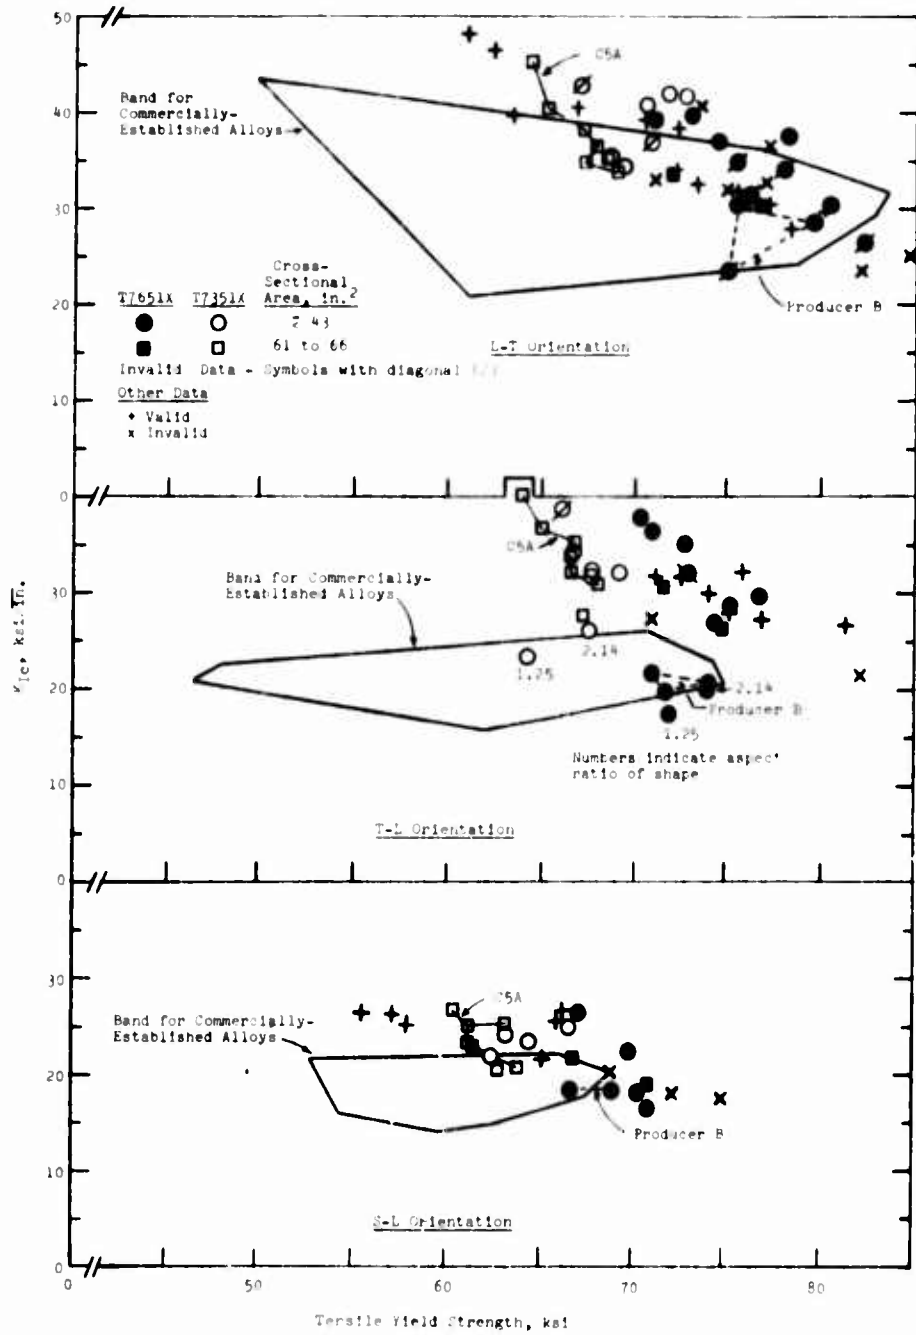 50
C5A
Band for
Commercially-
Established Alloys
40
30
Cross-
Sectional
T7651X T7351X Area, in.²
20
Producer B
61 to 66
L-T Orientation
Invalid Data - Symbols with diagonal
Other Data
+ Valid
x Invalid
10
0
C5A
30
Band for Commercially-
Established Alloys
K Ic, ksi √in.
2.14
1.25
20
2.14
Producer B
1.25
Numbers indicate aspect
ratio of shape
10
T-L Orientation
0
30
C5A
Band for Commercially-
Established Alloys
20
Producer B
10
S-L Orientation
0
0 50 60 70 80
Tensile Yield Strength, ksi